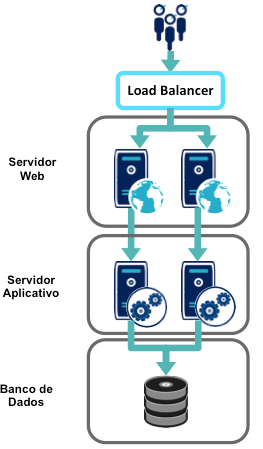 Load Balancer
Servidor
Web
Servidor
Aplicativo
Banco de
Dados